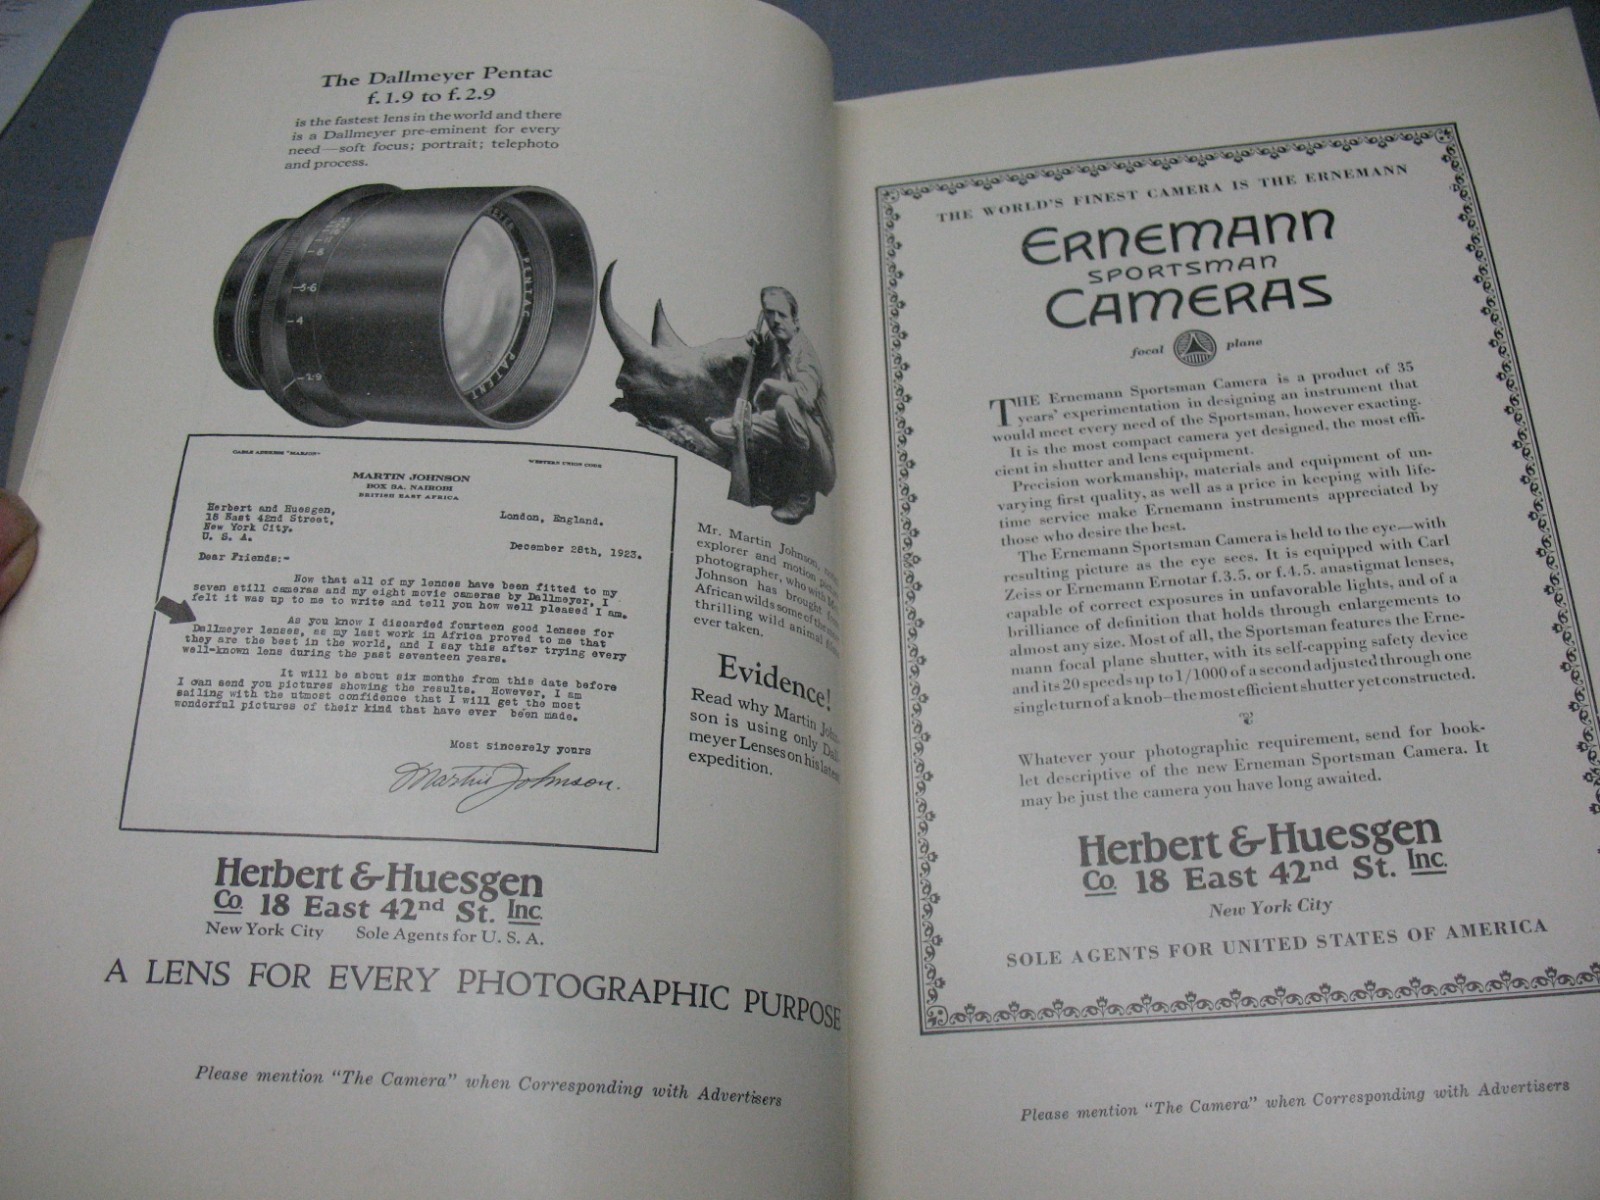 The Dallmeyer Pentac
f.1.9 to f.2.9
is the fastest lens in the world and there
is a Dallmeyer pre-eminent for every
need—soft focus; portrait; telephoto
and process.
PENTAC
PATENT
8
-5·6
-4
-1·9
CABLE ADDRESS "MARJON"
WESTERN UNION CODE
MARTIN JOHNSON
BOX 2A. NAIROBI
BRITISH EAST AFRICA
Herbert and Huesgen,
18 East 42nd Street,
New York City.
U. S. A.
London, England.
December 28th, 1923.
Dear Friends:-
Now that all of my lenses have been fitted to my
seven still cameras and my eight movie cameras by Dallmeyer, I
felt it was up to me to write and tell you how well pleased I am.
As you know I discarded fourteen good lenses for
Dallmeyer lenses, as my last work in Africa proved to me that
they are the best in the world, and I say this after trying every
well-known lens during the past seventeen years.
It will be about six months from this date before
I can send you pictures showing the results. However, I am
sailing with the utmost confidence that I will get the most
wonderful pictures of their kind that have ever been made.
Most sincerely yours
Martin Johnson.
Mr. Martin Johnson,
explorer and motion
photographer, who with
Johnson has brought
African wilds some of the
thrilling wild animal
ever taken.
Evidence!
Read why Martin John-
son is using only Dall-
meyer Lenses on his latest
expedition.
Herbert & Huesgen
Co. 18 East 42nd St. Inc.
New York City Sole Agents for U. S. A.
A LENS FOR EVERY PHOTOGRAPHIC PURPOSE
Please mention "The Camera" when Corresponding with Advertisers
THE WORLD'S FINEST CAMERA IS THE ERNEMANN
ERNEMANN
SPORTSMAN
CAMERAS
focal plane
THE Ernemann Sportsman Camera is a product of 35
years' experimentation in designing an instrument that
would meet every need of the Sportsman, however exacting.
It is the most compact camera yet designed, the most effi-
cient in shutter and lens equipment.
Precision workmanship, materials and equipment of un-
varying first quality, as well as a price in keeping with life-
time service make Ernemann instruments appreciated by
those who desire the best.
The Ernemann Sportsman Camera is held to the eye—with
resulting picture as the eye sees. It is equipped with Carl
Zeiss or Ernemann Ernotar f.3.5. or f.4.5. anastigmat lenses,
capable of correct exposures in unfavorable lights, and of a
brilliance of definition that holds through enlargements to
almost any size. Most of all, the Sportsman features the Erne-
mann focal plane shutter, with its self-capping safety device
and its 20 speeds up to 1/1000 of a second adjusted through one
single turn of a knob—the most efficient shutter yet constructed.
Whatever your photographic requirement, send for book-
let descriptive of the new Erneman Sportsman Camera. It
may be just the camera you have long awaited.
Herbert & Huesgen
Co. 18 East 42nd St. Inc.
New York City
SOLE AGENTS FOR UNITED STATES OF AMERICA
Please mention "The Camera" when Corresponding with Advertisers